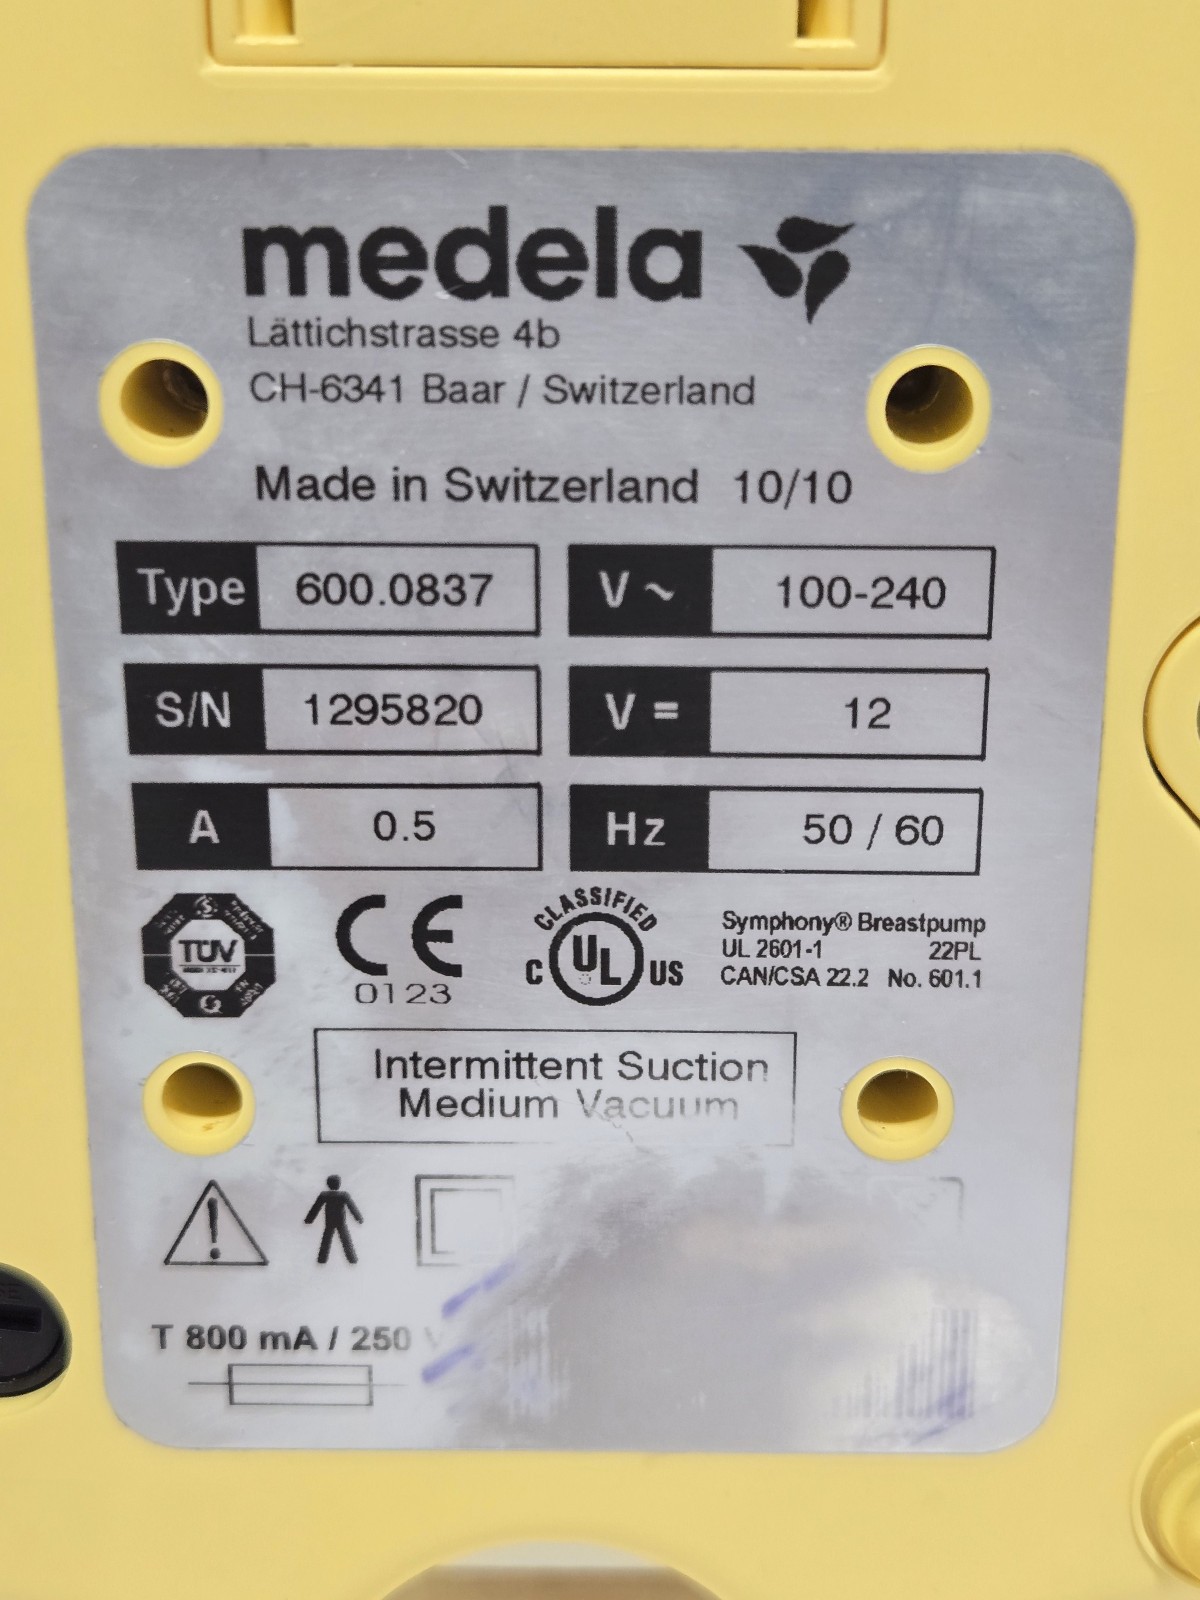 medela
Lättichstrasse 4b
CH-6341 Baar / Switzerland
Made in Switzerland 10/10
Type 600.0837 V ~ 100-240
S/N 1295820 V = 12
A 0.5 Hz 50 / 60
TÜV
CE
0123
CLASSIFIED
C UL US
Symphony® Breastpump
UL 2601-1 22PL
CAN/CSA 22.2 No. 601.1
Intermittent Suction
Medium Vacuum
T 800 mA / 250 V